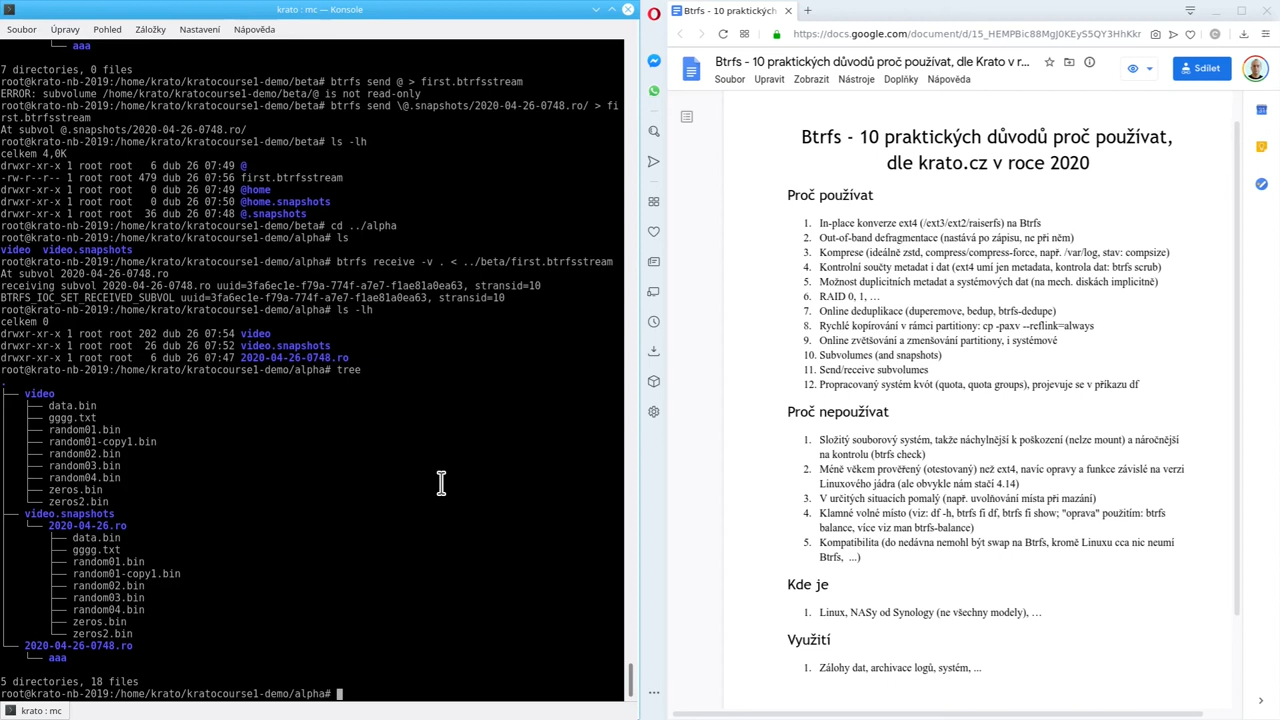 krato : mc — Konsole
Soubor Úpravy Pohled Záložky Nastavení Nápověda
└── aaa
7 directories, 0 files
root@krato-nb-2019:/home/krato/kratocourse1-demo/beta# btrfs send @ > first.btrfsstream
ERROR: subvolume /home/krato/kratocourse1-demo/beta/@ is not read-only
root@krato-nb-2019:/home/krato/kratocourse1-demo/beta# btrfs send \@.snapshots/2020-04-26-0748.ro/ > fi
rst.btrfsstream
At subvol @.snapshots/2020-04-26-0748.ro/
root@krato-nb-2019:/home/krato/kratocourse1-demo/beta# ls -lh
celkem 4,0K
drwxr-xr-x 1 root root   6 dub 26 07:49 @
-rw-r--r-- 1 root root 479 dub 26 07:56 first.btrfsstream
drwxr-xr-x 1 root root   0 dub 26 07:49 @home
drwxr-xr-x 1 root root   0 dub 26 07:50 @home.snapshots
drwxr-xr-x 1 root root  36 dub 26 07:48 @.snapshots
root@krato-nb-2019:/home/krato/kratocourse1-demo/beta# cd ../alpha
root@krato-nb-2019:/home/krato/kratocourse1-demo/alpha# ls
video  video.snapshots
root@krato-nb-2019:/home/krato/kratocourse1-demo/alpha# btrfs receive -v . < ../beta/first.btrfsstream
At subvol 2020-04-26-0748.ro
receiving subvol 2020-04-26-0748.ro uuid=3fa6ec1e-f79a-774f-a7e7-f1ae81a0ea63, stransid=10
BTRFS_IOC_SET_RECEIVED_SUBVOL uuid=3fa6ec1e-f79a-774f-a7e7-f1ae81a0ea63, stransid=10
root@krato-nb-2019:/home/krato/kratocourse1-demo/alpha# ls -lh
celkem 0
drwxr-xr-x 1 root root 202 dub 26 07:54 video
drwxr-xr-x 1 root root  26 dub 26 07:52 video.snapshots
drwxr-xr-x 1 root root   6 dub 26 07:47 2020-04-26-0748.ro
root@krato-nb-2019:/home/krato/kratocourse1-demo/alpha# tree
.
├── video
│   ├── data.bin
│   ├── gggg.txt
│   ├── random01.bin
│   ├── random01-copy1.bin
│   ├── random02.bin
│   ├── random03.bin
│   ├── random04.bin
│   ├── zeros.bin
│   └── zeros2.bin
├── video.snapshots
│   └── 2020-04-26.ro
│       ├── data.bin
│       ├── gggg.txt
│       ├── random01.bin
│       ├── random01-copy1.bin
│       ├── random02.bin
│       ├── random03.bin
│       ├── random04.bin
│       ├── zeros.bin
│       └── zeros2.bin
└── 2020-04-26-0748.ro
    └── aaa
5 directories, 18 files
root@krato-nb-2019:/home/krato/kratocourse1-demo/alpha#
krato : mc
Btrfs - 10 praktických
https://docs.google.com/document/d/15_HEMPBic88MgJ0KEyS5QY3HhKkr
Btrfs - 10 praktických důvodů proč používat, dle Krato v r...
Soubor Upravit Zobrazit Nástroje Doplňky Nápověda
Sdílet
Btrfs - 10 praktických důvodů proč používat,
dle krato.cz v roce 2020
Proč používat
1. In-place konverze ext4 (/ext3/ext2/raiserfs) na Btrfs
2. Out-of-band defragmentace (nastává po zápisu, ne při něm)
3. Komprese (ideálně zstd, compress/compress-force, např. /var/log, stav: compsize)
4. Kontrolní součty metadat i dat (ext4 umí jen metadata, kontrola dat: btrfs scrub)
5. Možnost duplicitních metadat a systémových dat (na mech. diskách implicitně)
6. RAID 0, 1, …
7. Online deduplikace (duperemove, bedup, btrfs-dedupe)
8. Rychlé kopírování v rámci partitiony: cp -paxv --reflink=always
9. Online zvětšování a zmenšování partitiony, i systémové
10. Subvolumes (and snapshots)
11. Send/receive subvolumes
12. Propracovaný systém kvót (quota, quota groups), projevuje se v příkazu df
Proč nepoužívat
1. Složitý souborový systém, takže náchylnější k poškození (nelze mount) a náročnější
na kontrolu (btrfs check)
2. Méně věkem prověřený (otestovaný) než ext4, navíc opravy a funkce závislé na verzi
Linuxového jádra (ale obvykle nám stačí 4.14)
3. V určitých situacích pomalý (např. uvolňování místa při mazání)
4. Klamné volné místo (viz: df -h, btrfs fi df, btrfs fi show; "oprava" použitím: btrfs
balance, více viz man btrfs-balance)
5. Kompatibilita (do nedávna nemohl být swap na Btrfs, kromě Linuxu cca nic neumí
Btrfs, ...)
Kde je
1. Linux, NASy od Synology (ne všechny modely), …
Využití
1. Zálohy dat, archivace logů, systém, ...